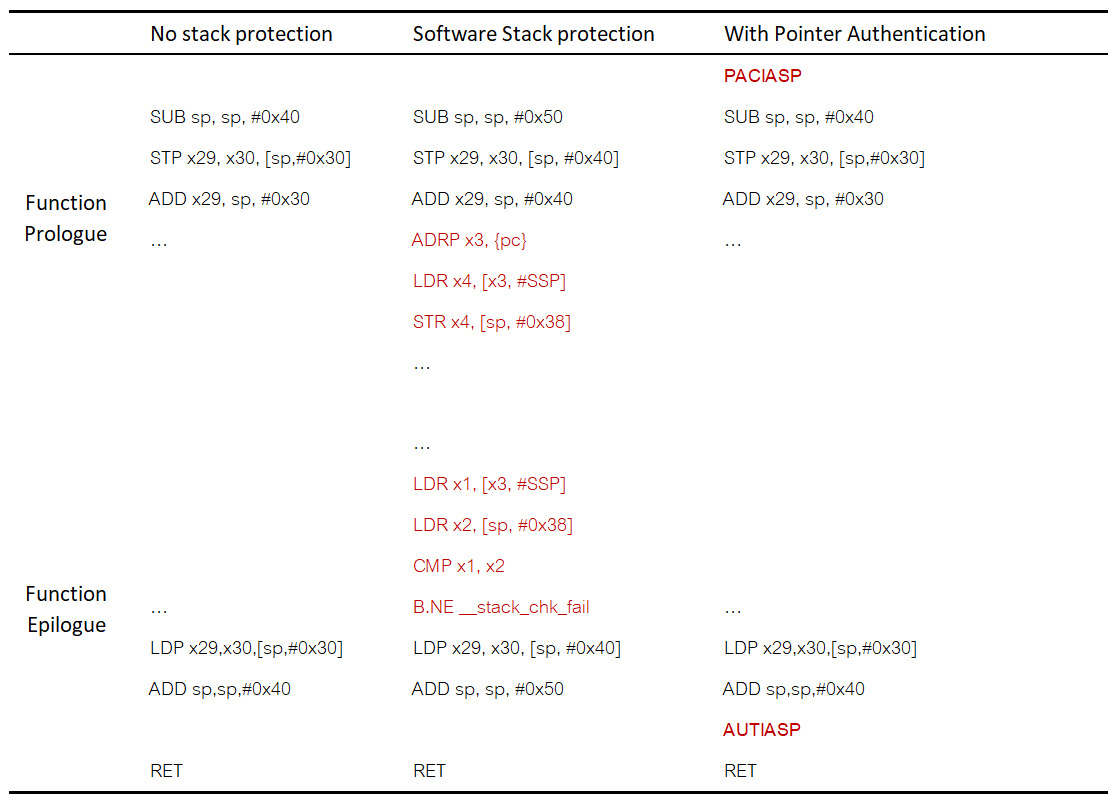 No stack protection Software Stack protection With Pointer Authentication
PACIASP
SUB sp, sp, #0x40 SUB sp, sp, #0x50 SUB sp, sp, #0x40
STP x29, x30, [sp,#0x30] STP x29, x30, [sp, #0x40] STP x29, x30, [sp,#0x30]
Function
Prologue
ADD x29, sp, #0x30 ADD x29, sp, #0x40 ADD x29, sp, #0x30
... ADRP x3, {pc} ...
LDR x4, [x3, #SSP]
STR x4, [sp, #0x38]
...
...
LDR x1, [x3, #SSP]
LDR x2, [sp, #0x38]
CMP x1, x2
Function
Epilogue
... B.NE __stack_chk_fail ...
LDP x29,x30,[sp,#0x30] LDP x29, x30, [sp, #0x40] LDP x29,x30,[sp,#0x30]
ADD sp,sp,#0x40 ADD sp, sp, #0x50 ADD sp,sp,#0x40
AUTIASP
RET RET RET